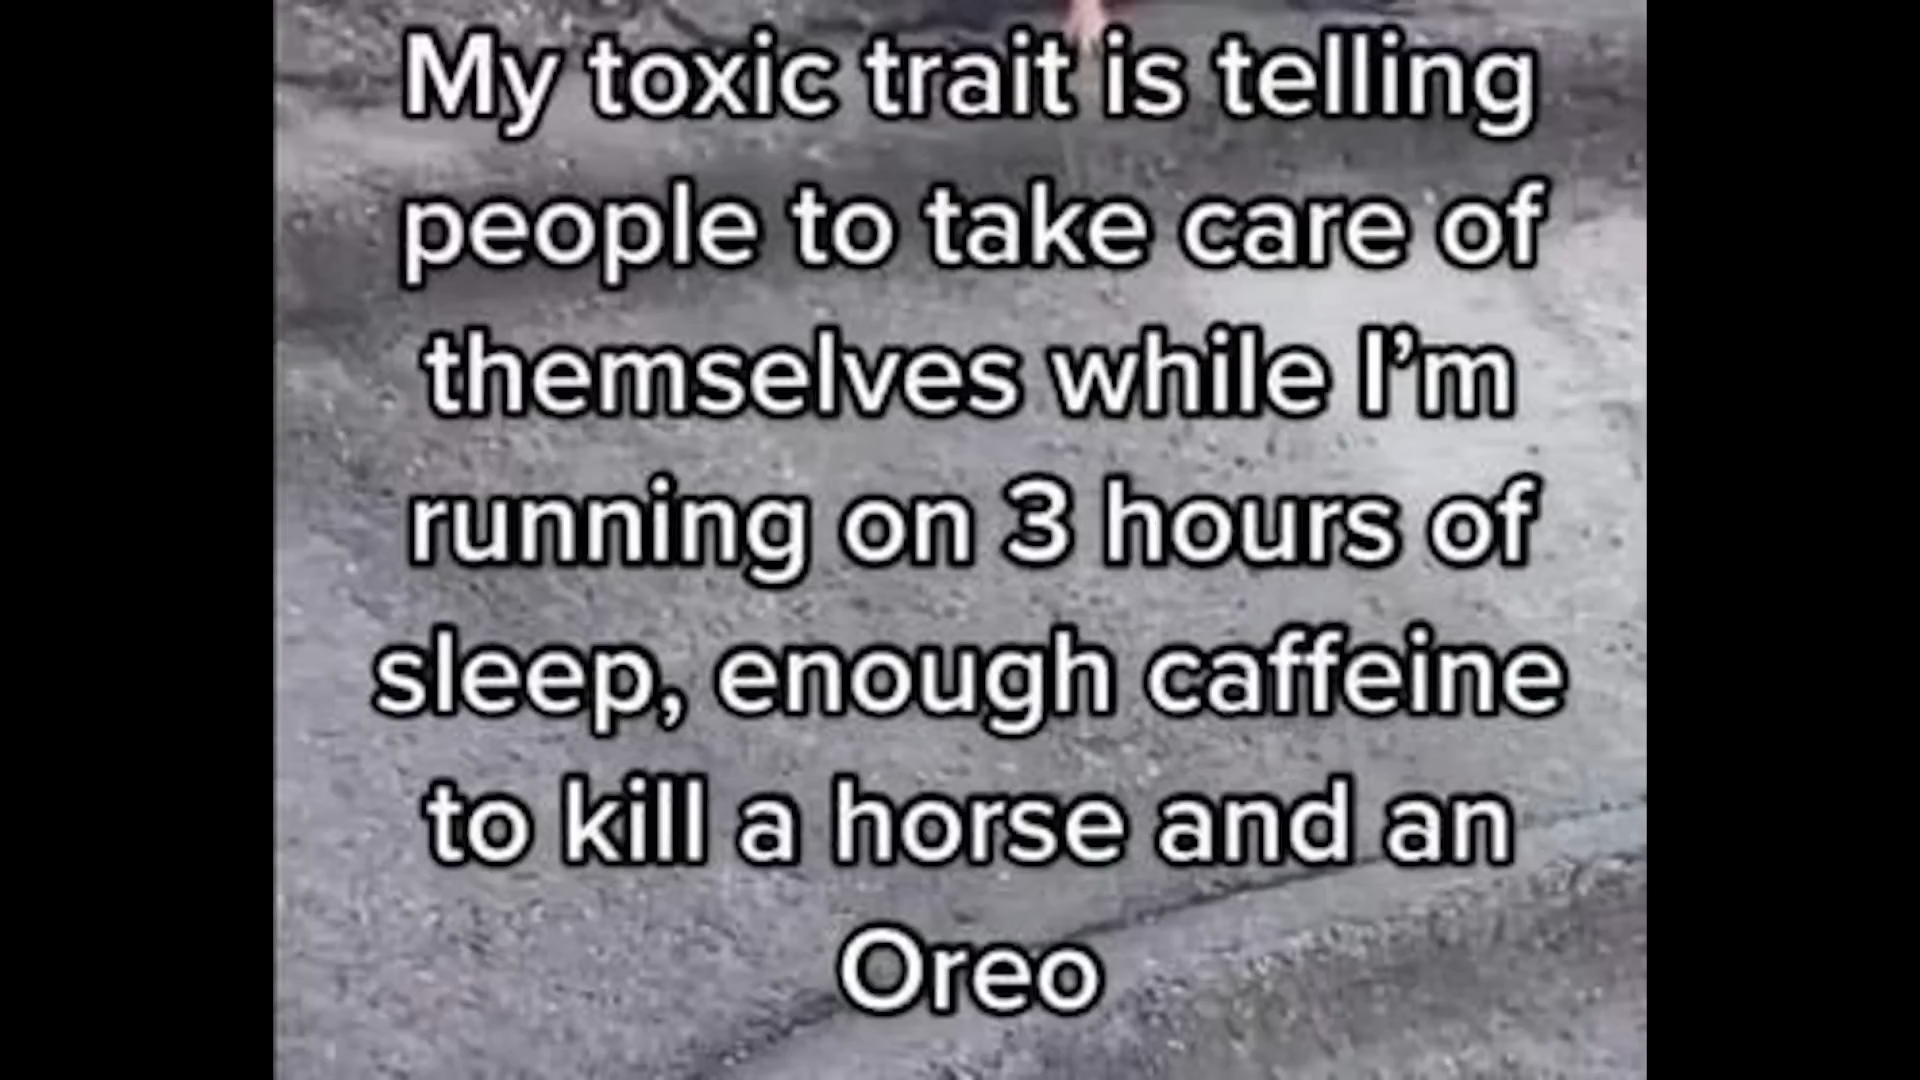 My toxic trait is telling
people to take care of
themselves while I’m
running on 3 hours of
sleep, enough caffeine
to kill a horse and an
Oreo